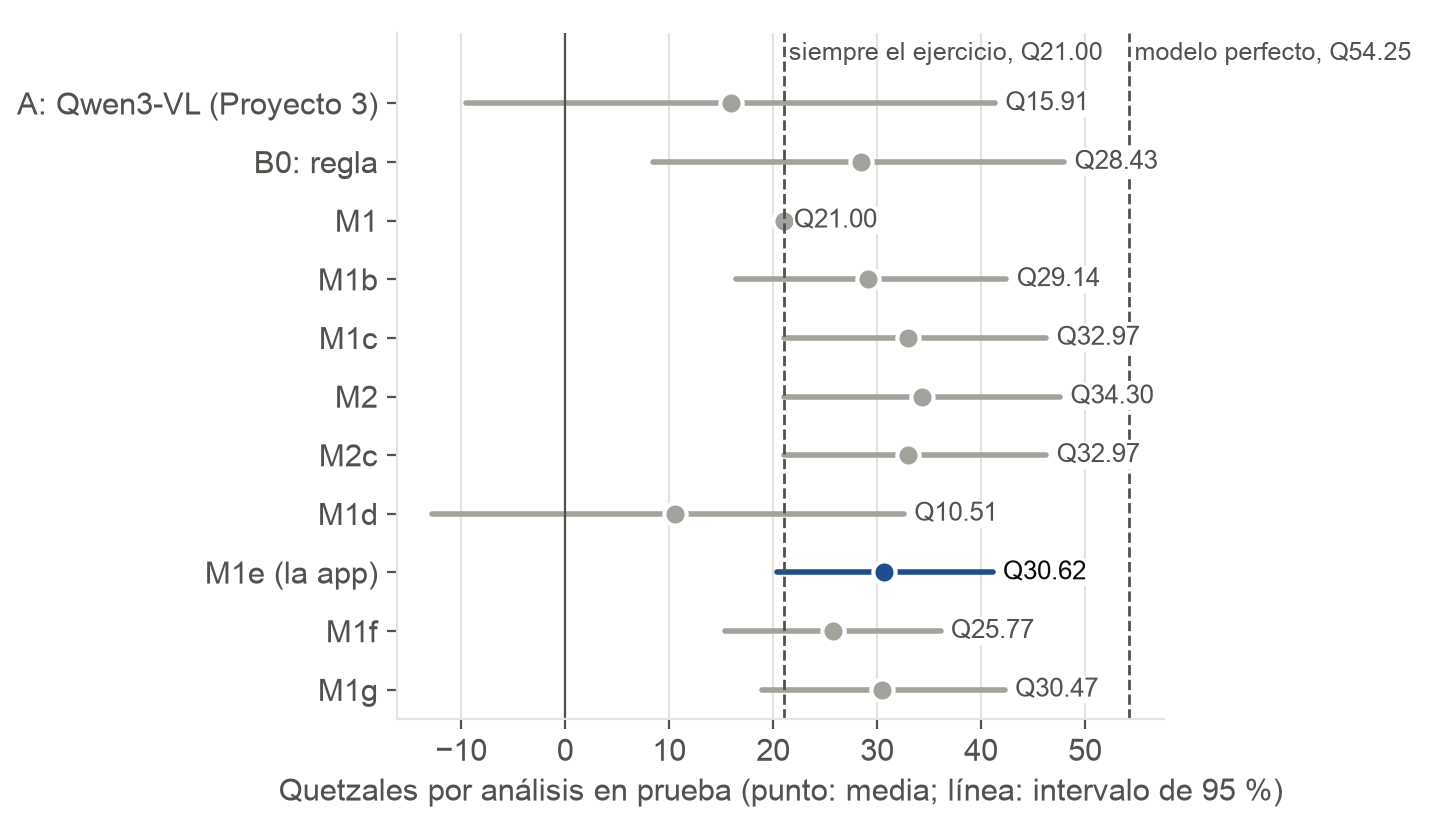 siempre el ejercicio, Q21.00
modelo perfecto, Q54.25
A: Qwen3-VL (Proyecto 3)
Q15.91
B0: regla
Q28.43
M1
Q21.00
M1b
Q29.14
M1c
Q32.97
M2
Q34.30
M2c
Q32.97
M1d
Q10.51
M1e (la app)
Q30.62
M1f
Q25.77
M1g
Q30.47
−10 0 10 20 30 40 50
Quetzales por análisis en prueba (punto: media; línea: intervalo de 95 %)